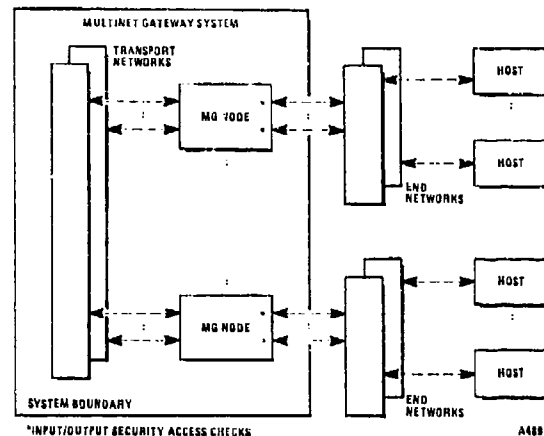 MULTINET GATEWAY SYSTEM
TRANSPORT
NETWORKS
MG NODE
HOST
HOST
END
NETWORKS
MG NODE
HOST
HOST
END
NETWORKS
SYSTEM BOUNDARY
*INPUT/OUTPUT SECURITY ACCESS CHECKS